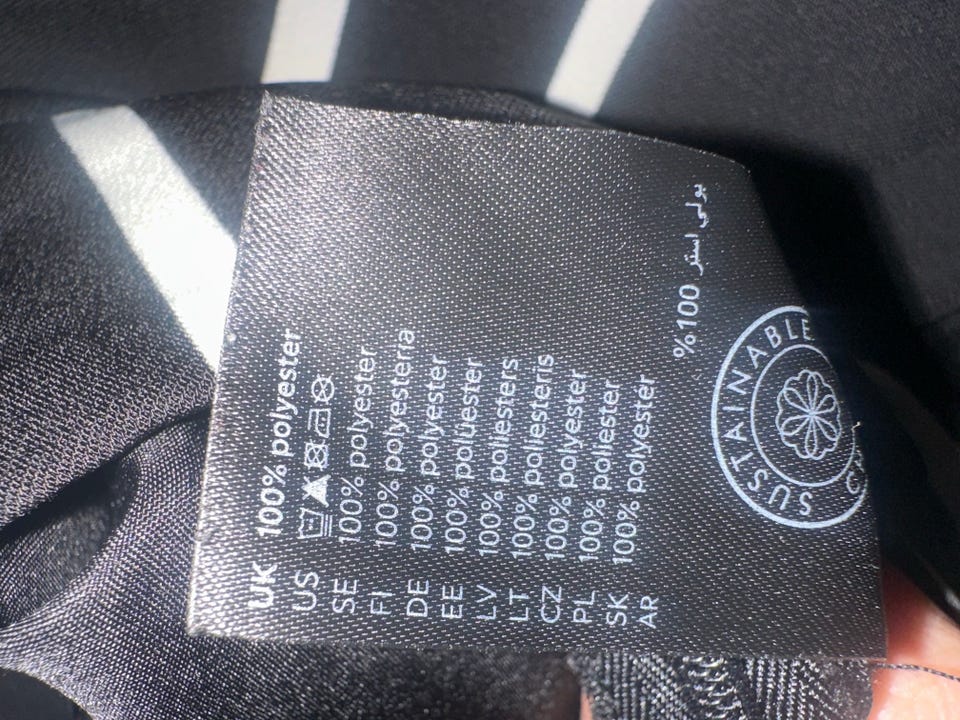 UK 100% polyester
US
SE 100% polyester
FI 100% polyesteria
DE 100% polyester
EE 100% poluester
LV 100% poliesters
LT 100% poliesteris
CZ 100% polyester
PL 100% poliester
SK 100% polyester
AR
%100 بولي استر
SUSTAINABLE